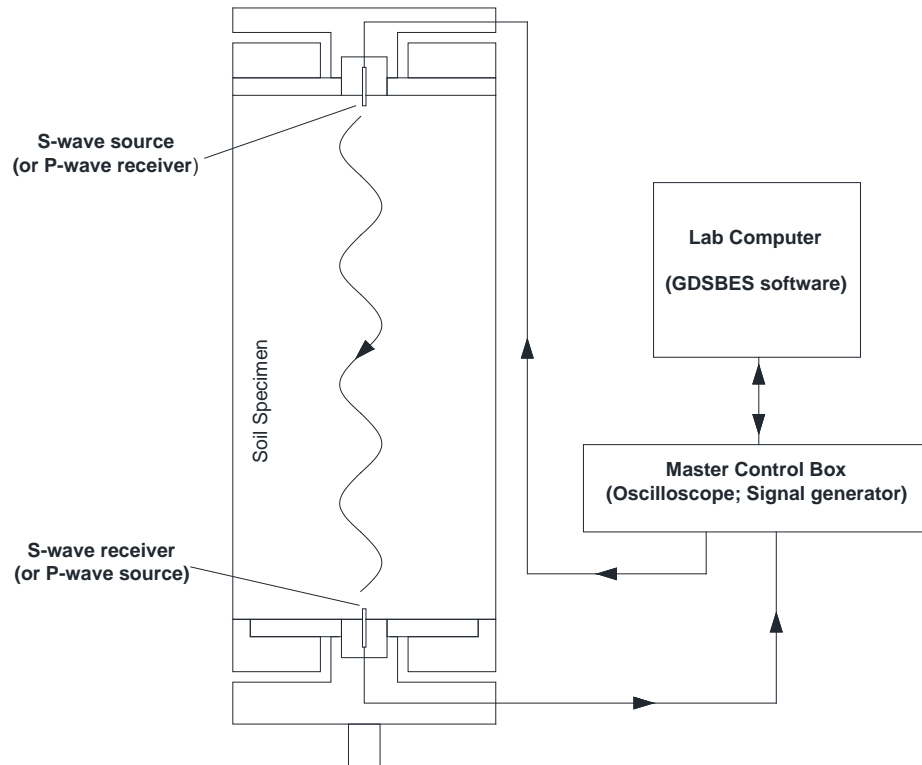 S-wave source
(or P-wave receiver)
Lab Computer
(GDSBES software)
Soil Specimen
Master Control Box
(Oscilloscope; Signal generator)
S-wave receiver
(or P-wave source)